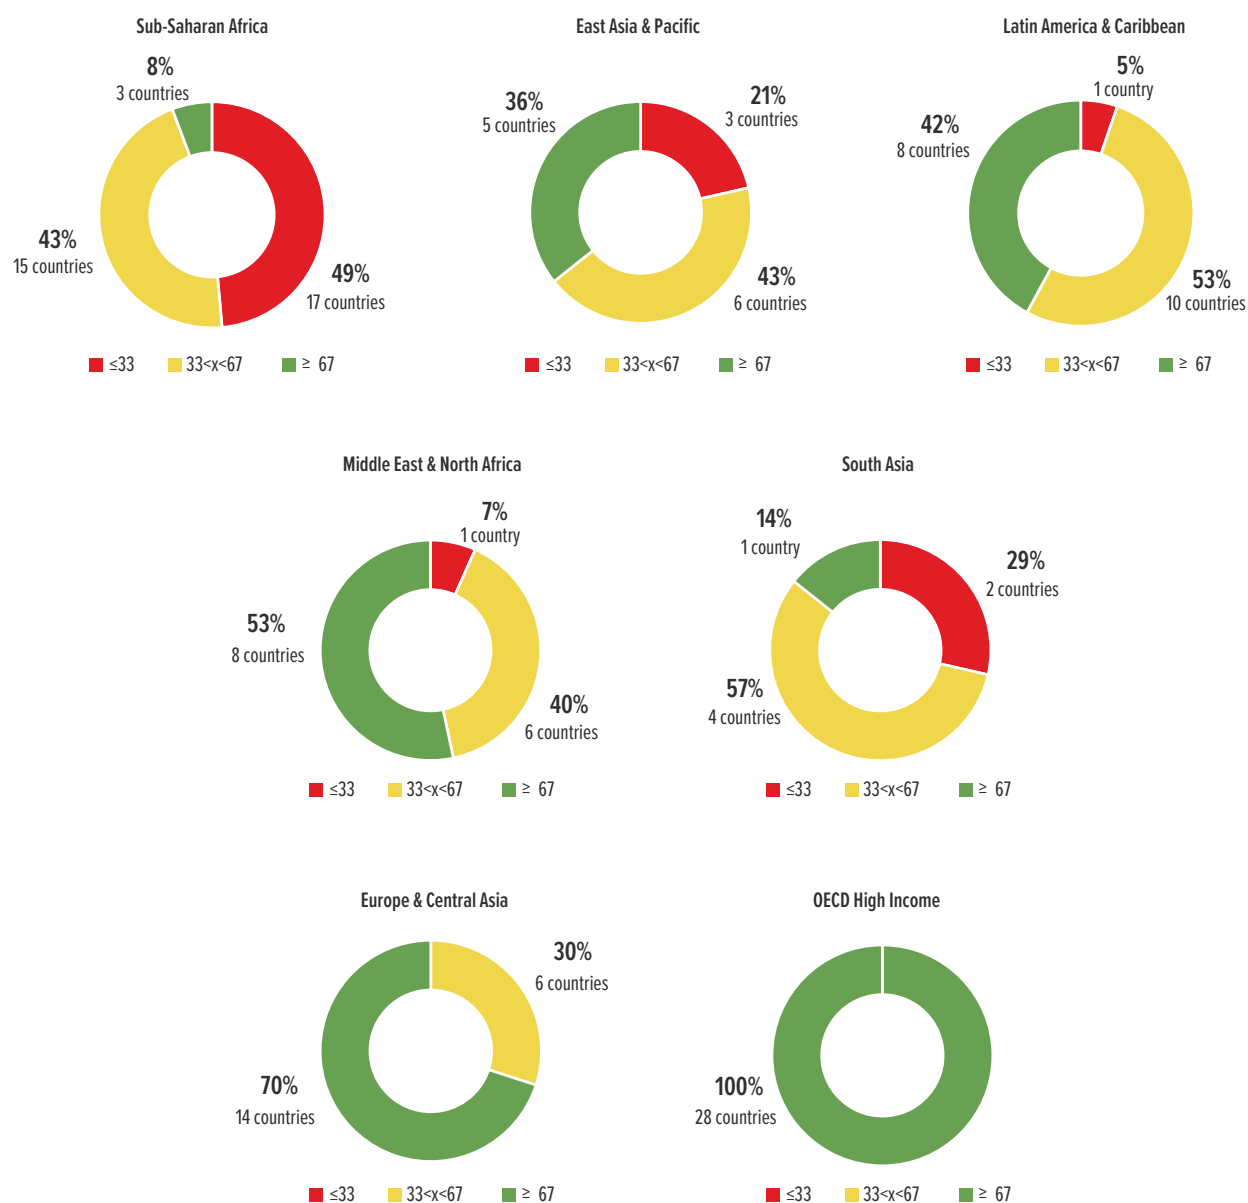 Sub-Saharan Africa
8%
3 countries
43%
15 countries
49%
17 countries
≤33 33<x<67 ≥ 67
East Asia & Pacific
36%
5 countries
21%
3 countries
43%
6 countries
≤33 33<x<67 ≥ 67
Latin America & Caribbean
5%
1 country
42%
8 countries
53%
10 countries
≤33 33<x<67 ≥ 67
Middle East & North Africa
7%
1 country
53%
8 countries
40%
6 countries
≤33 33<x<67 ≥ 67
South Asia
14%
1 country
29%
2 countries
57%
4 countries
≤33 33<x<67 ≥ 67
Europe & Central Asia
30%
6 countries
70%
14 countries
≤33 33<x<67 ≥ 67
OECD High Income
100%
28 countries
≤33 33<x<67 ≥ 67